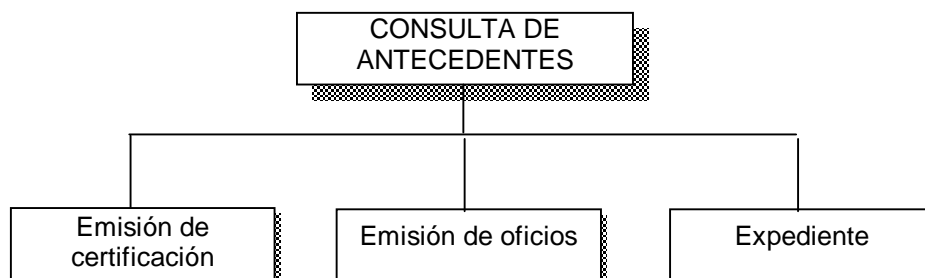 CONSULTA DE
ANTECEDENTES
Emisión de
certificación
Emisión de oficios
Expediente